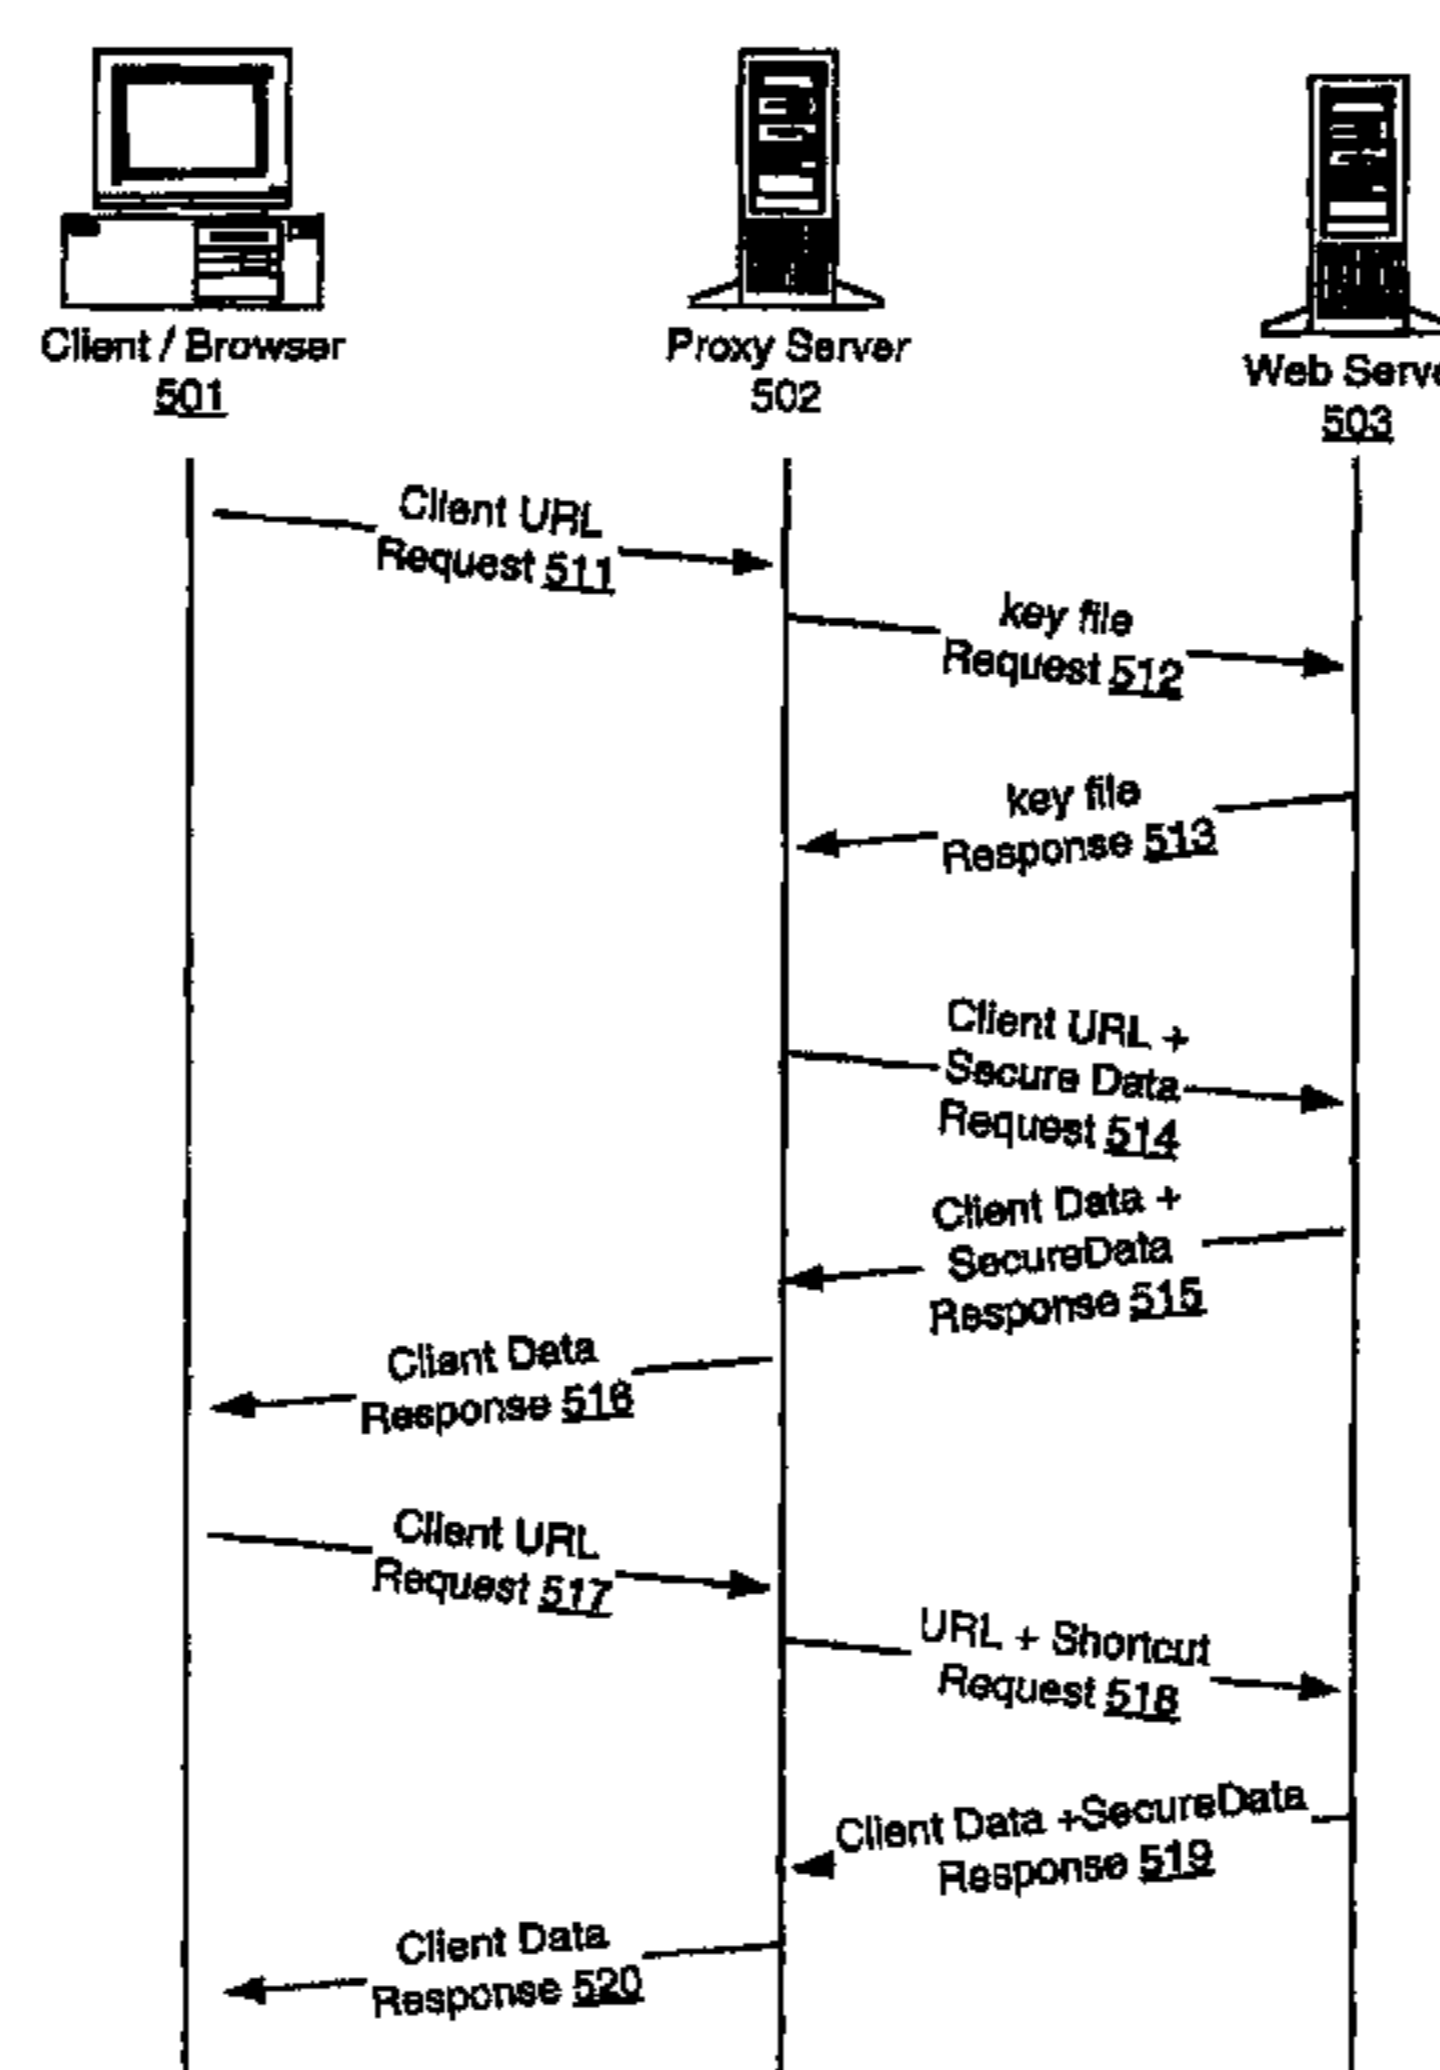 Client / Browser
501
Proxy Server
502
Web Serve
503
Client URL
Request 511
key file
Request 512
key file
Response 513
Client URL +
Secure Data
Request 514
Client Data +
SecureData
Response 515
Client Data
Response 516
Client URL
Request 517
URL + Shortcut
Request 518
Client Data +SecureData
Response 519
Client Data
Response 520